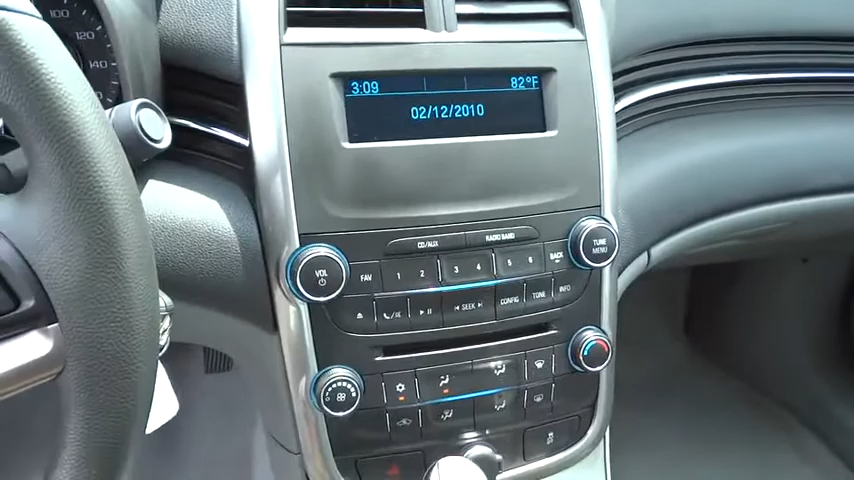 100
120
140
3:09 82°F
02/12/2010
CD/AUX RADIO BAND
TUNE
MENU
VOL
FAV 1 2 3 4 5 6 BACK
SEEK CONFIG TONE INFO